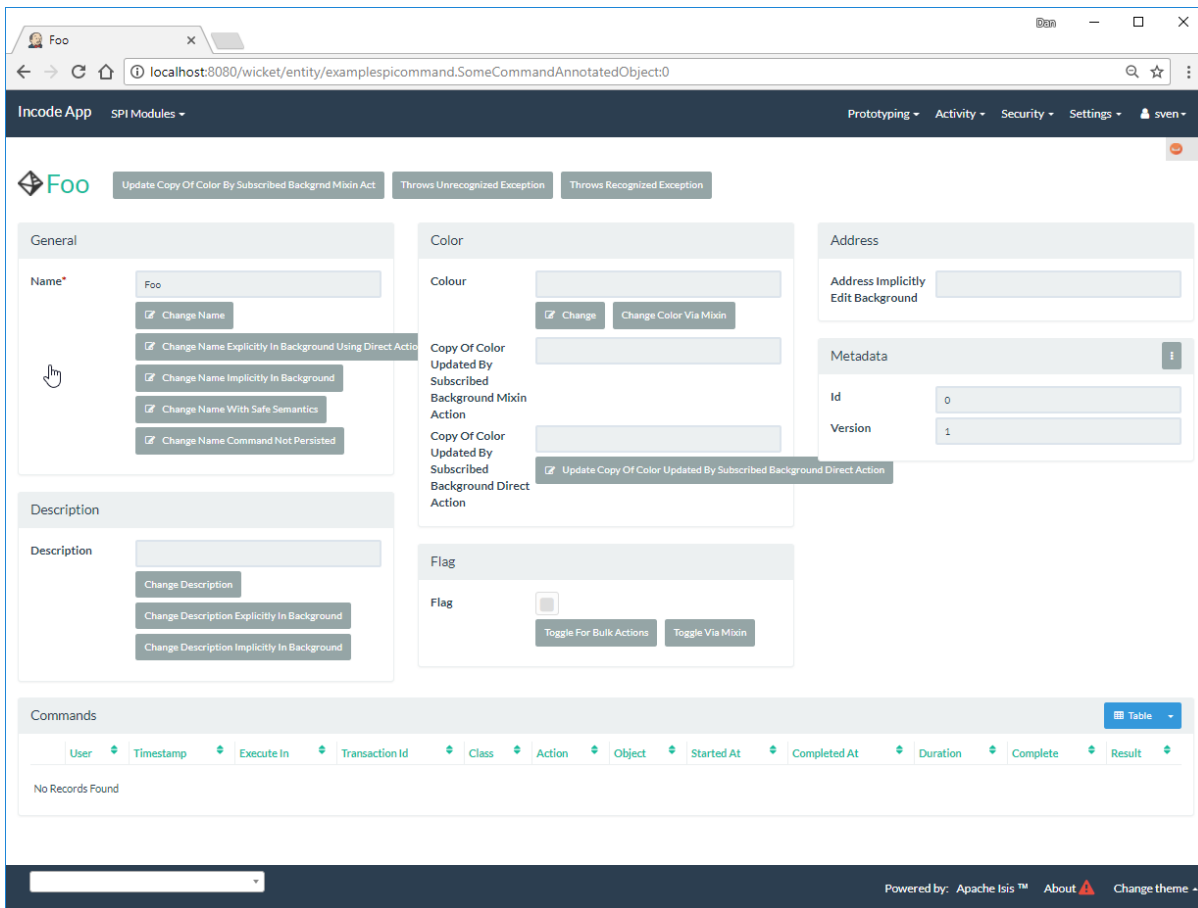 Dan
Foo
localhost:8080/wicket/entity/examplespicommand.SomeCommandAnnotatedObject:0
Incode App SPI Modules Prototyping Activity Security Settings sven
Foo Update Copy Of Color By Subscribed Backgrnd Mixin Act Throws Unrecognized Exception Throws Recognized Exception
General
Name*
Foo
Change Name
Change Name Explicitly In Background Using Direct Actio
Change Name Implicitly In Background
Change Name With Safe Semantics
Change Name Command Not Persisted
Description
Description
Change Description
Change Description Explicitly In Background
Change Description Implicitly In Background
Color
Colour
Change Change Color Via Mixin
Copy Of Color
Updated By
Subscribed
Background Mixin
Action
Copy Of Color
Updated By
Subscribed
Background Direct
Action
Update Copy Of Color Updated By Subscribed Background Direct Action
Flag
Flag
Toggle For Bulk Actions Toggle Via Mixin
Address
Address Implicitly
Edit Background
Metadata
Id 0
Version 1
Commands Table
User Timestamp Execute In Transaction Id Class Action Object Started At Completed At Duration Complete Result
No Records Found
Powered by: Apache Isis ™ About Change theme